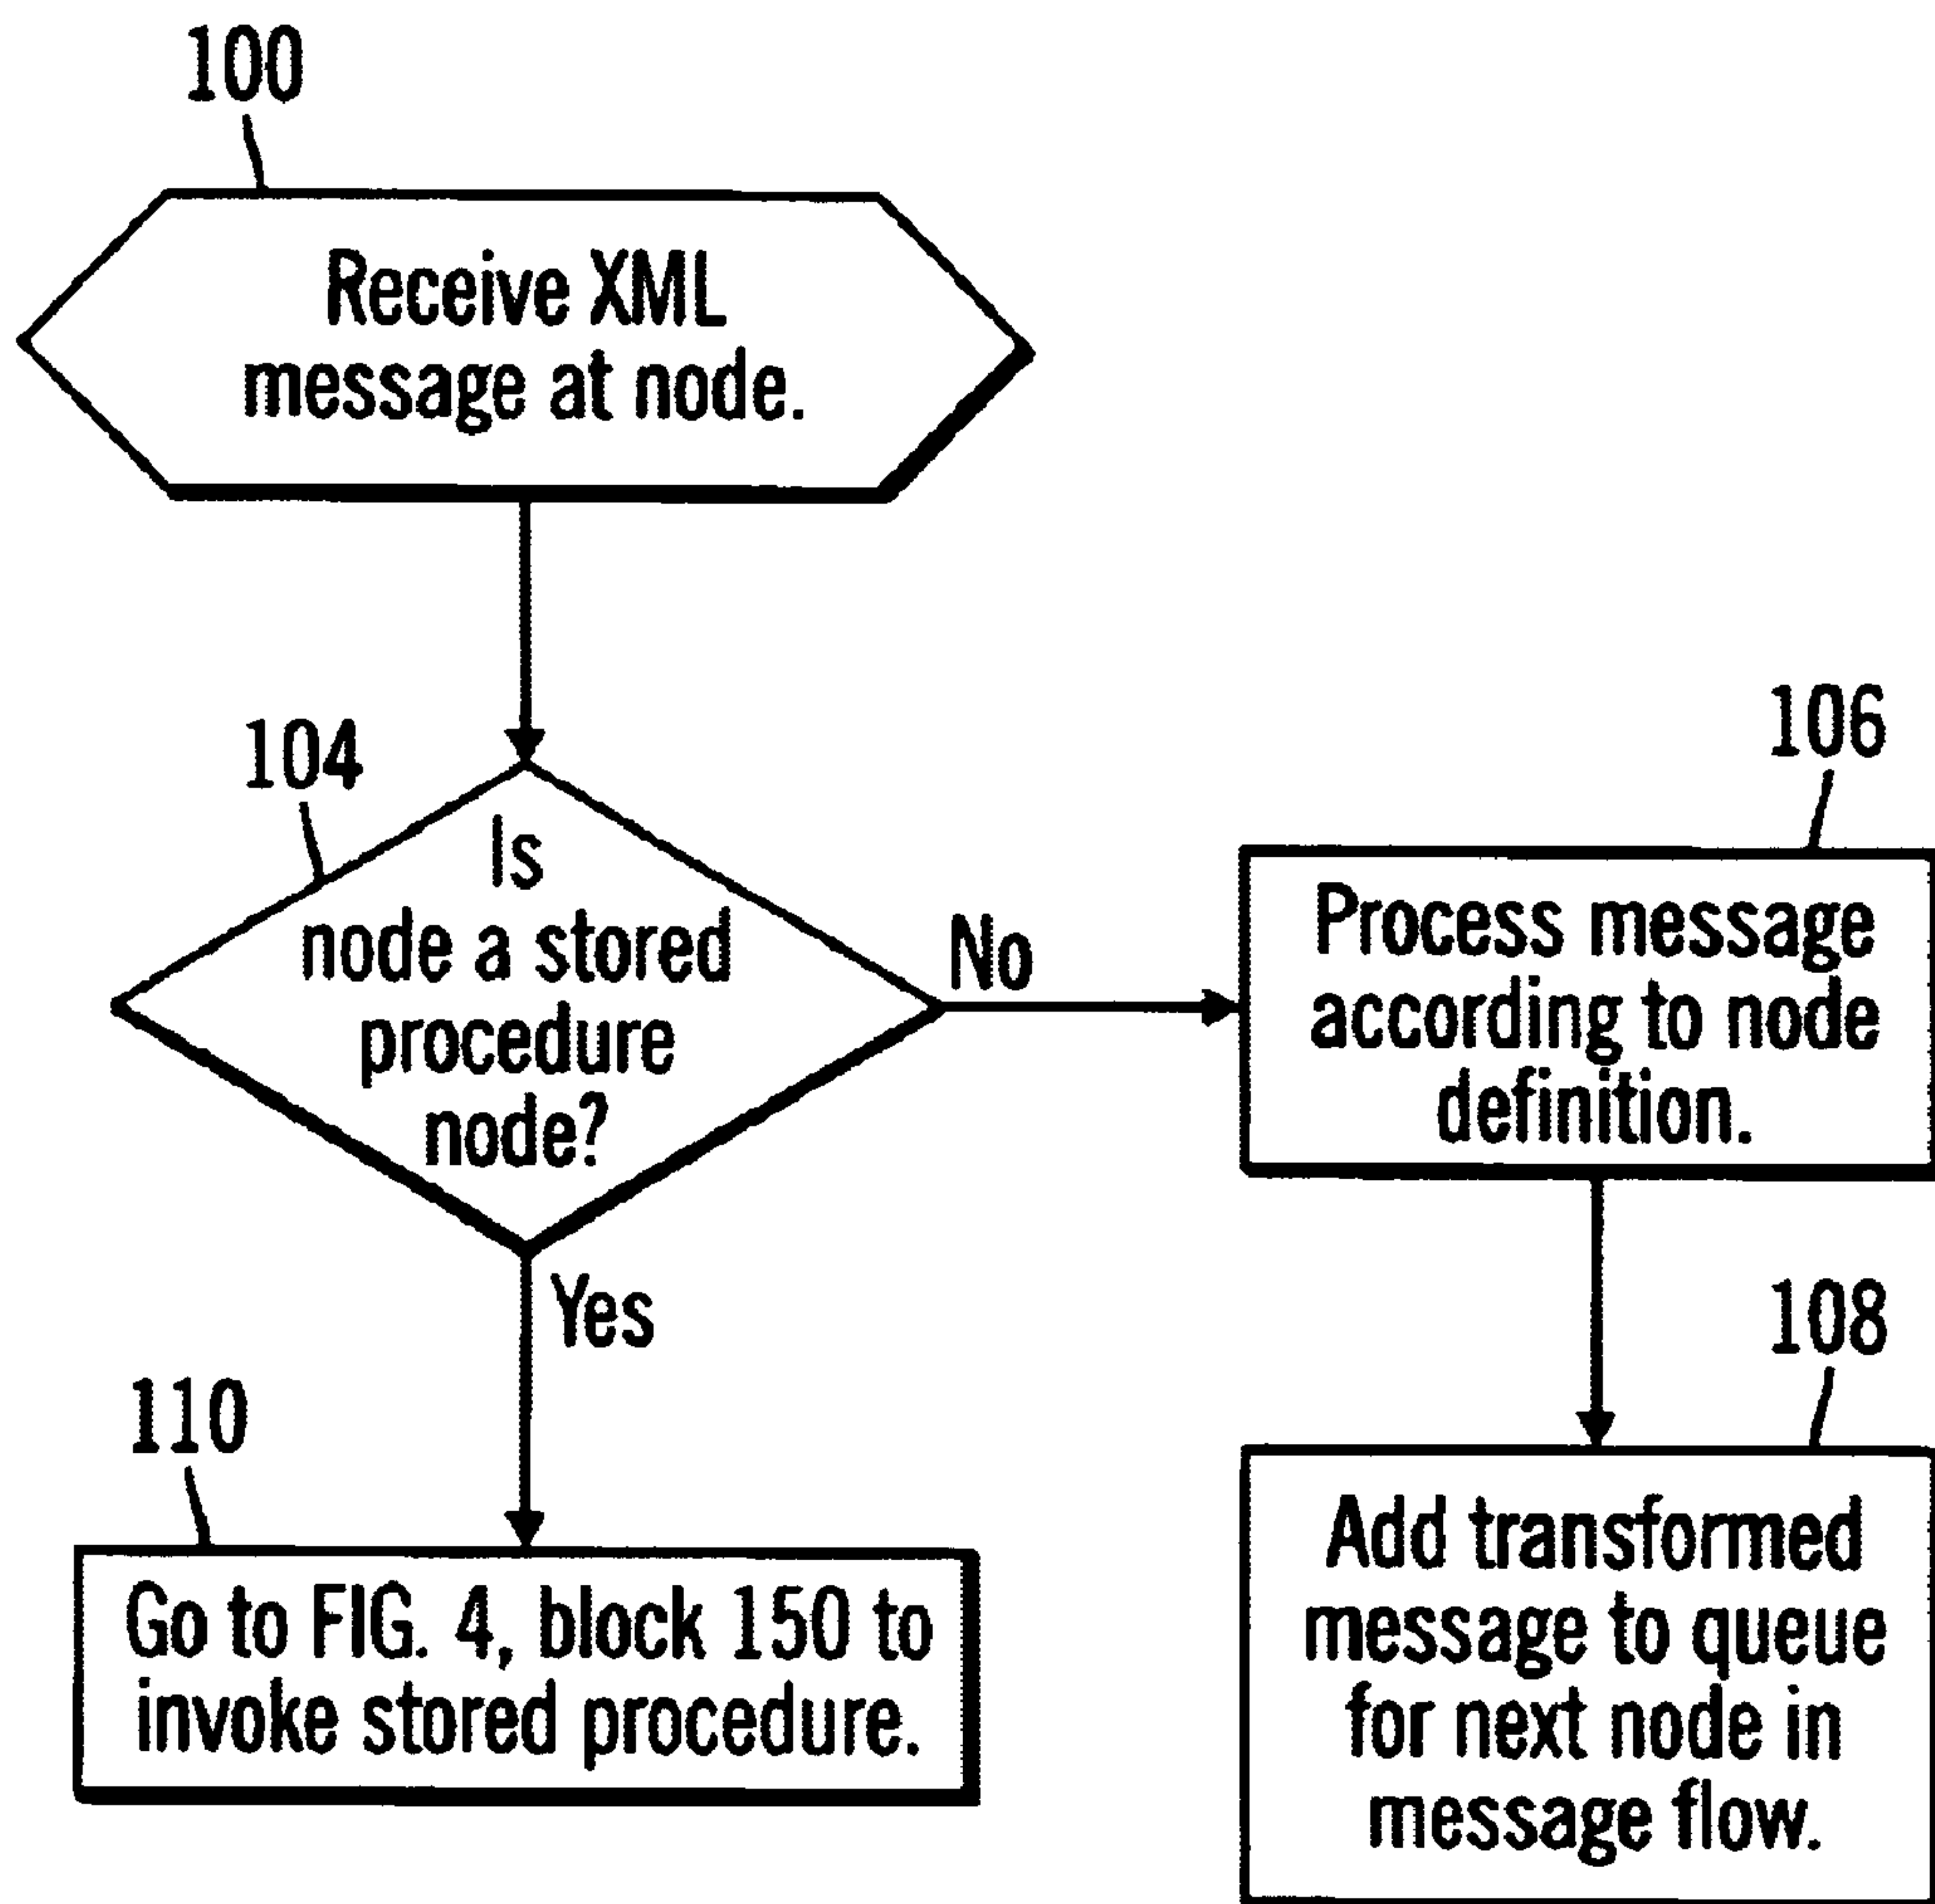 100
Receive XML
message at node.
104
Is
node a stored
procedure
node?
No
Yes
106
Process message
according to node
definition.
108
Add transformed
message to queue
for next node in
message flow.
110
Go to FIG. 4, block 150 to
invoke stored procedure.